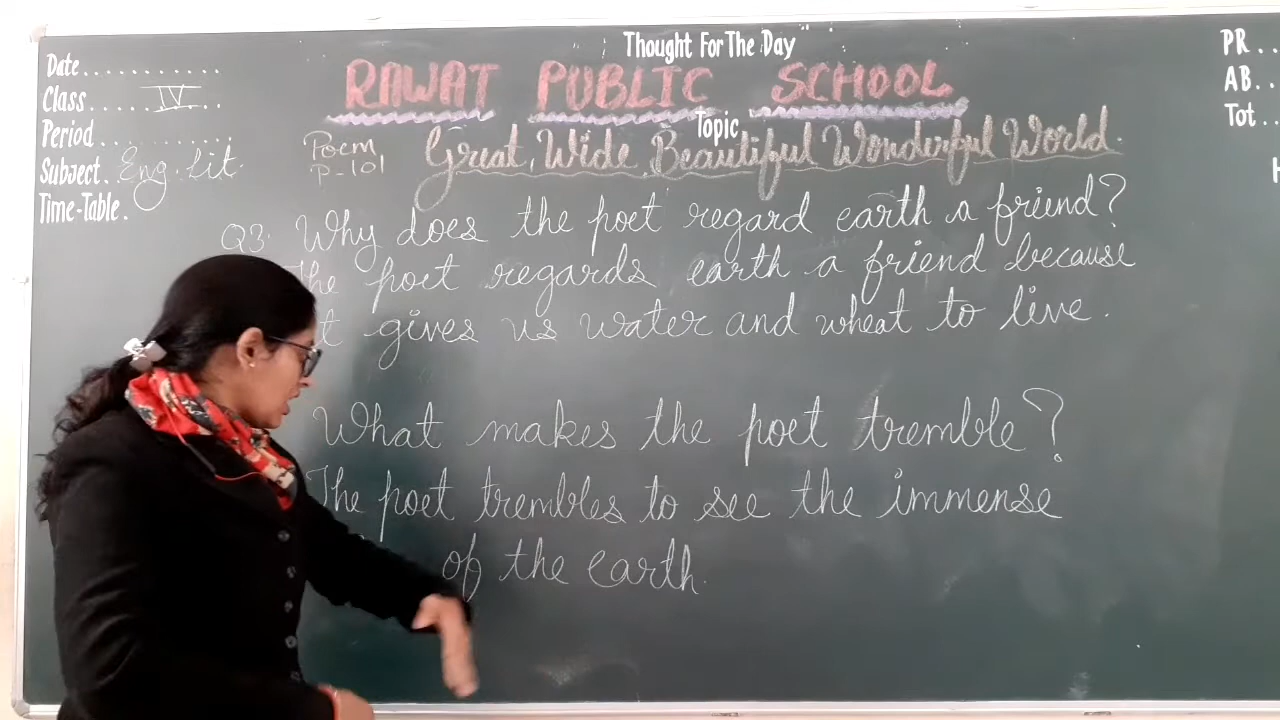 Thought For The Day
RAWAT PUBLIC SCHOOL
Date...........
Class.....IV..
Period...........
Subject.Eng.Lit.
Time-Table.
PR..
AB..
Tot..
H
Topic
Poem
P-101
Great, Wide, Beautiful Wonderful World.
Q3. Why does the poet regard earth a friend?
The poet regards earth a friend because
t gives us water and wheat to live.
What makes the poet tremble?
The poet trembles to see the immense
of the earth.